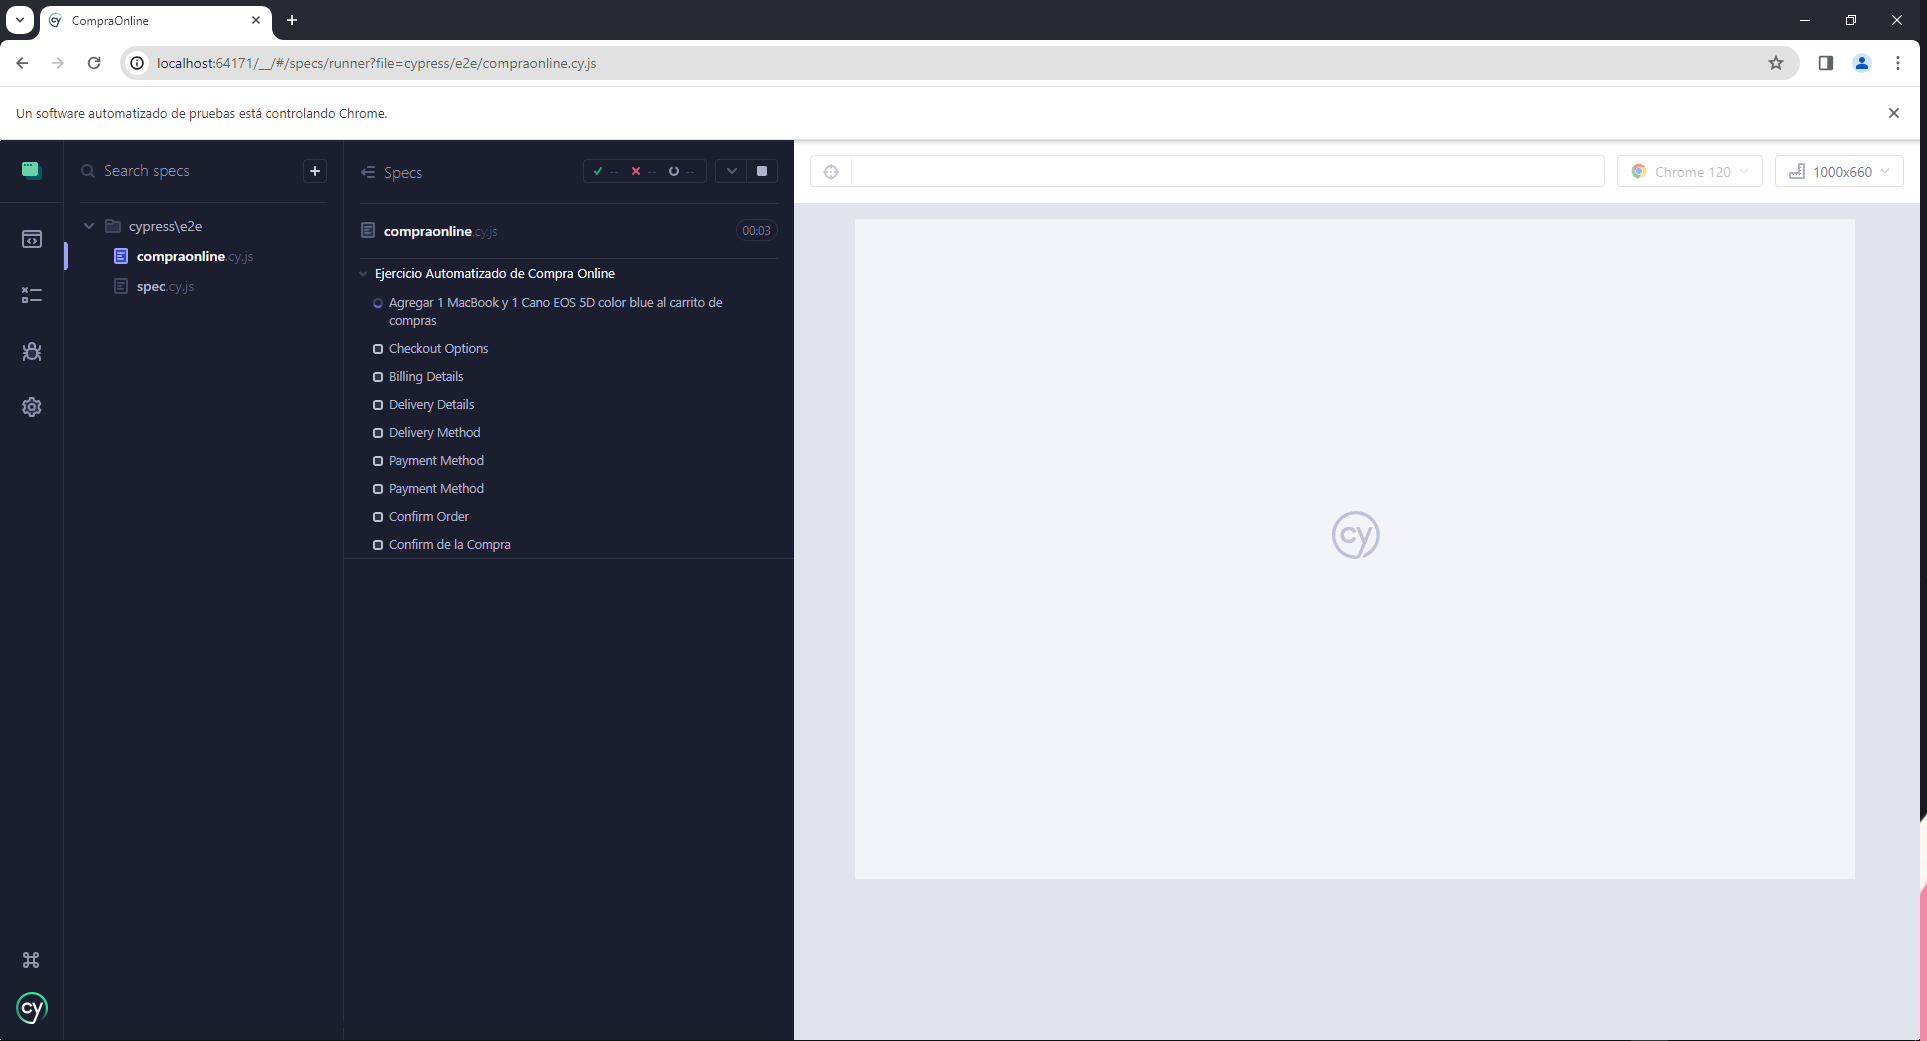 CompraOnline
localhost:64171/__/#/specs/runner?file=cypress/e2e/compraonline.cy.js
Un software automatizado de pruebas está controlando Chrome.
Search specs
+
cypress\e2e
compraonline.cy.js
spec.cy.js
Specs
-- -- --
compraonline.cy.js
00:03
Ejercicio Automatizado de Compra Online
Agregar 1 MacBook y 1 Cano EOS 5D color blue al carrito de
compras
Checkout Options
Billing Details
Delivery Details
Delivery Method
Payment Method
Payment Method
Confirm Order
Confirm de la Compra
Chrome 120
1000x660
cy
cy